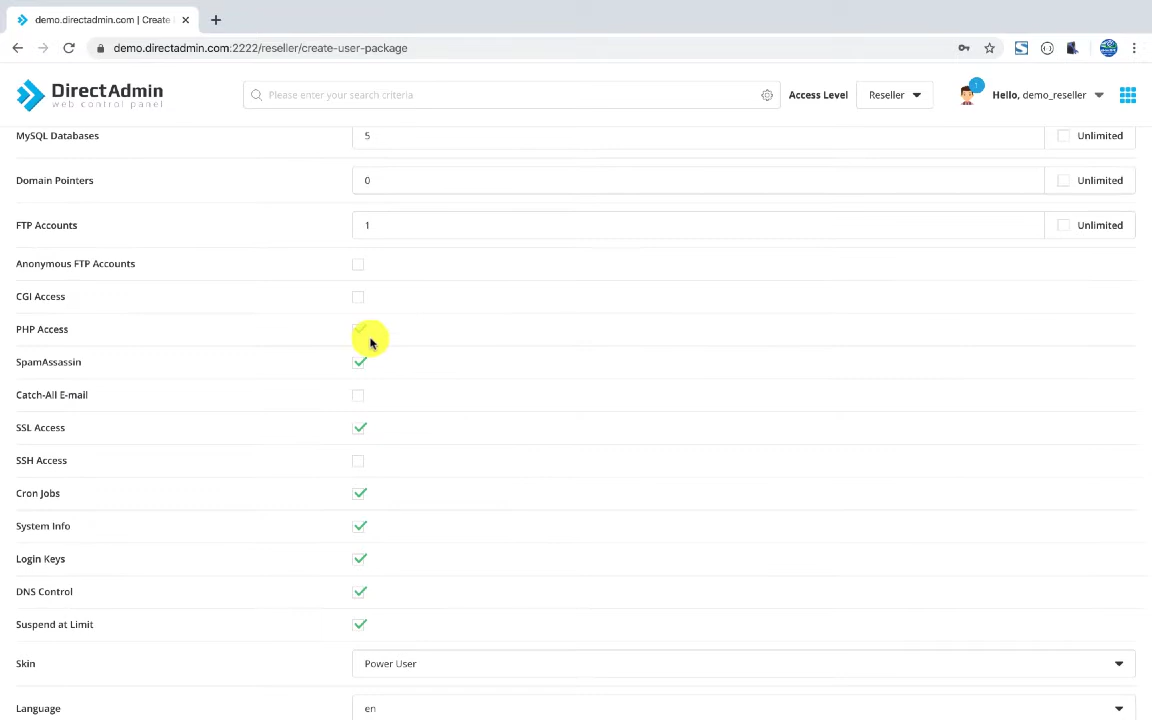 demo.directadmin.com | Create
demo.directadmin.com:2222/reseller/create-user-package
DirectAdmin
web control panel
Please enter your search criteria
Access Level
Reseller
1
Hello, demo_reseller
MySQL Databases
5
Unlimited
Domain Pointers
0
Unlimited
FTP Accounts
1
Unlimited
Anonymous FTP Accounts
CGI Access
PHP Access
SpamAssassin
Catch-All E-mail
SSL Access
SSH Access
Cron Jobs
System Info
Login Keys
DNS Control
Suspend at Limit
Skin
Power User
Language
en